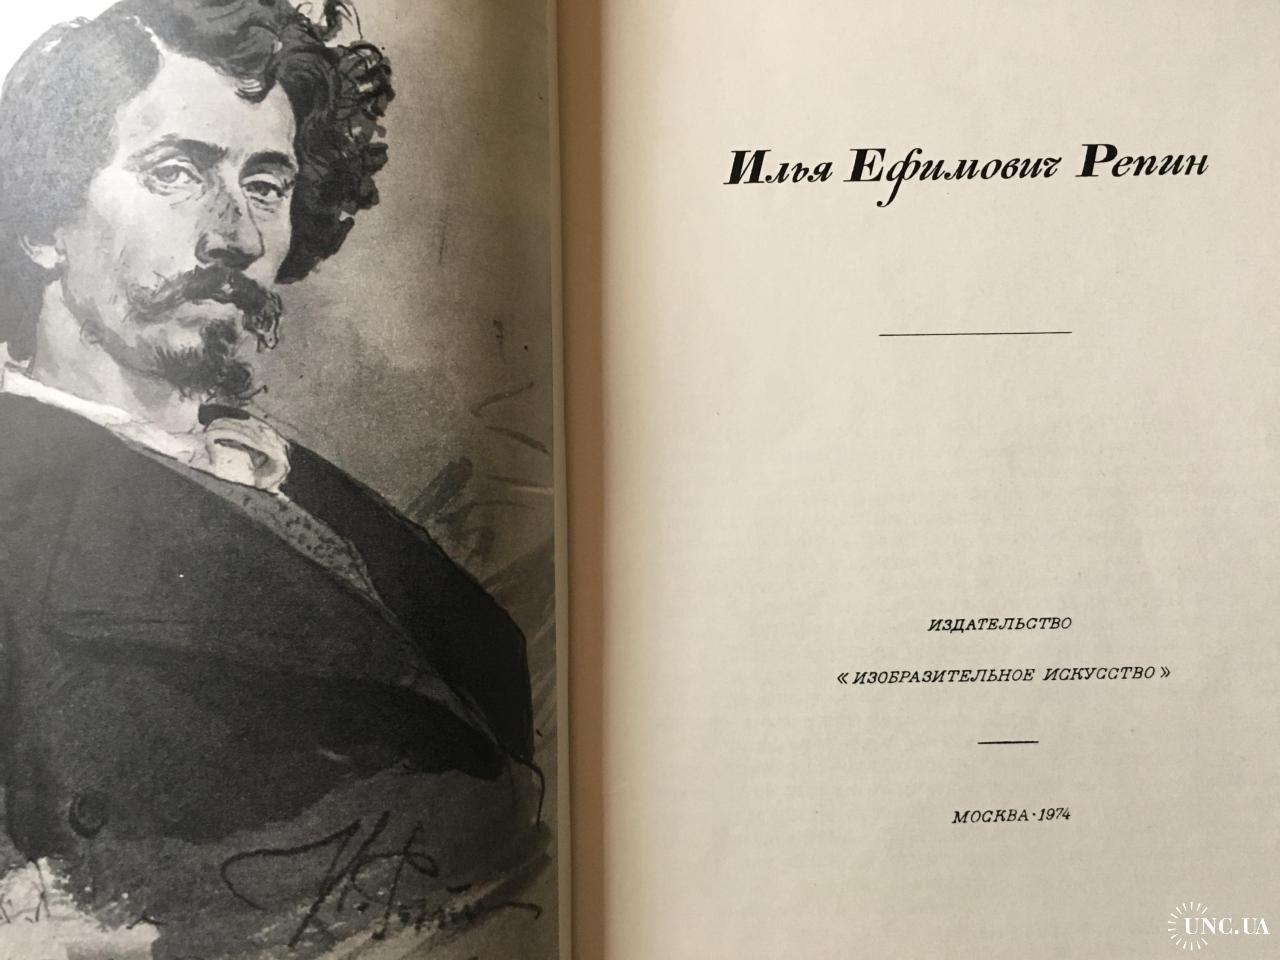 Илья Ефимович Репин
ИЗДАТЕЛЬСТВО
«ИЗОБРАЗИТЕЛЬНОЕ ИСКУССТВО»
МОСКВА·1974
UNC.UA